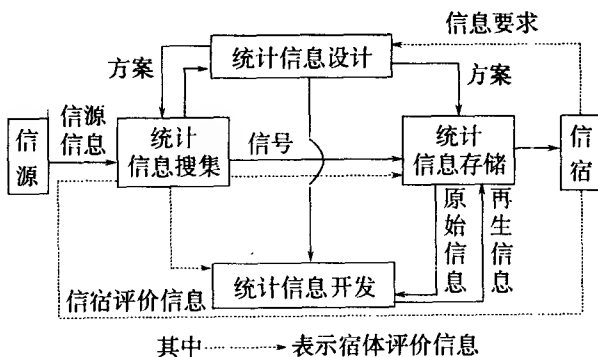 信息要求
统计信息设计
方案
方案
信源
信息
信源
统计
信息搜集
信号
统计
信息存储
信宿
原始信息
再生信息
统计信息开发
信宿评价信息
其中
表示宿体评价信息